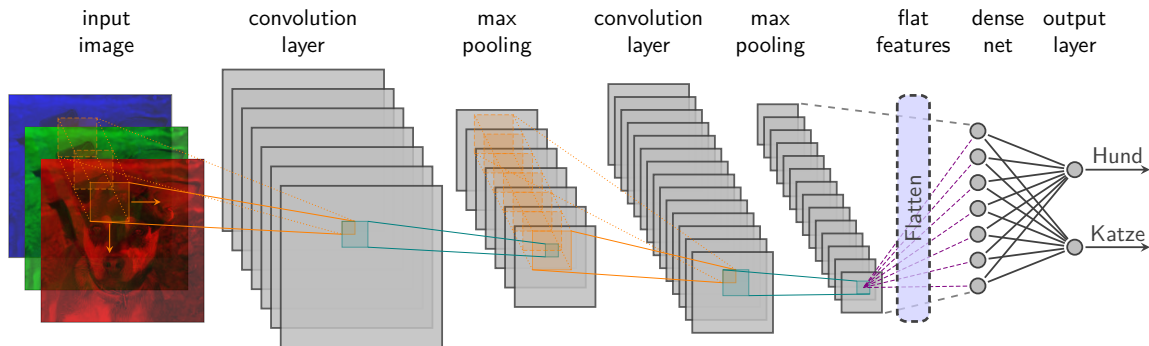 input
image
convolution
layer
max
pooling
convolution
layer
max
pooling
flat
features
dense
net
output
layer
Flatten
Hund
Katze